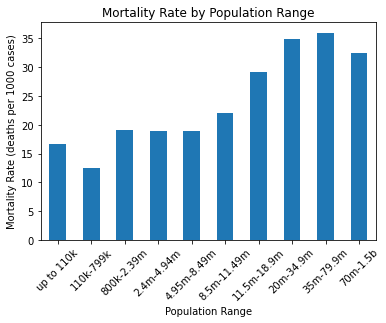 Mortality Rate by Population Range
Mortality Rate (deaths per 1000 cases)
35
30
25
20
15
10
5
0
up to 110k
110k-799k
800k-2.39m
2.4m-4.94m
4.95m-8.49m
8.5m-11.49m
11.5m-18.9m
20m-34.9m
35m-79.9m
70m-1.5b
Population Range